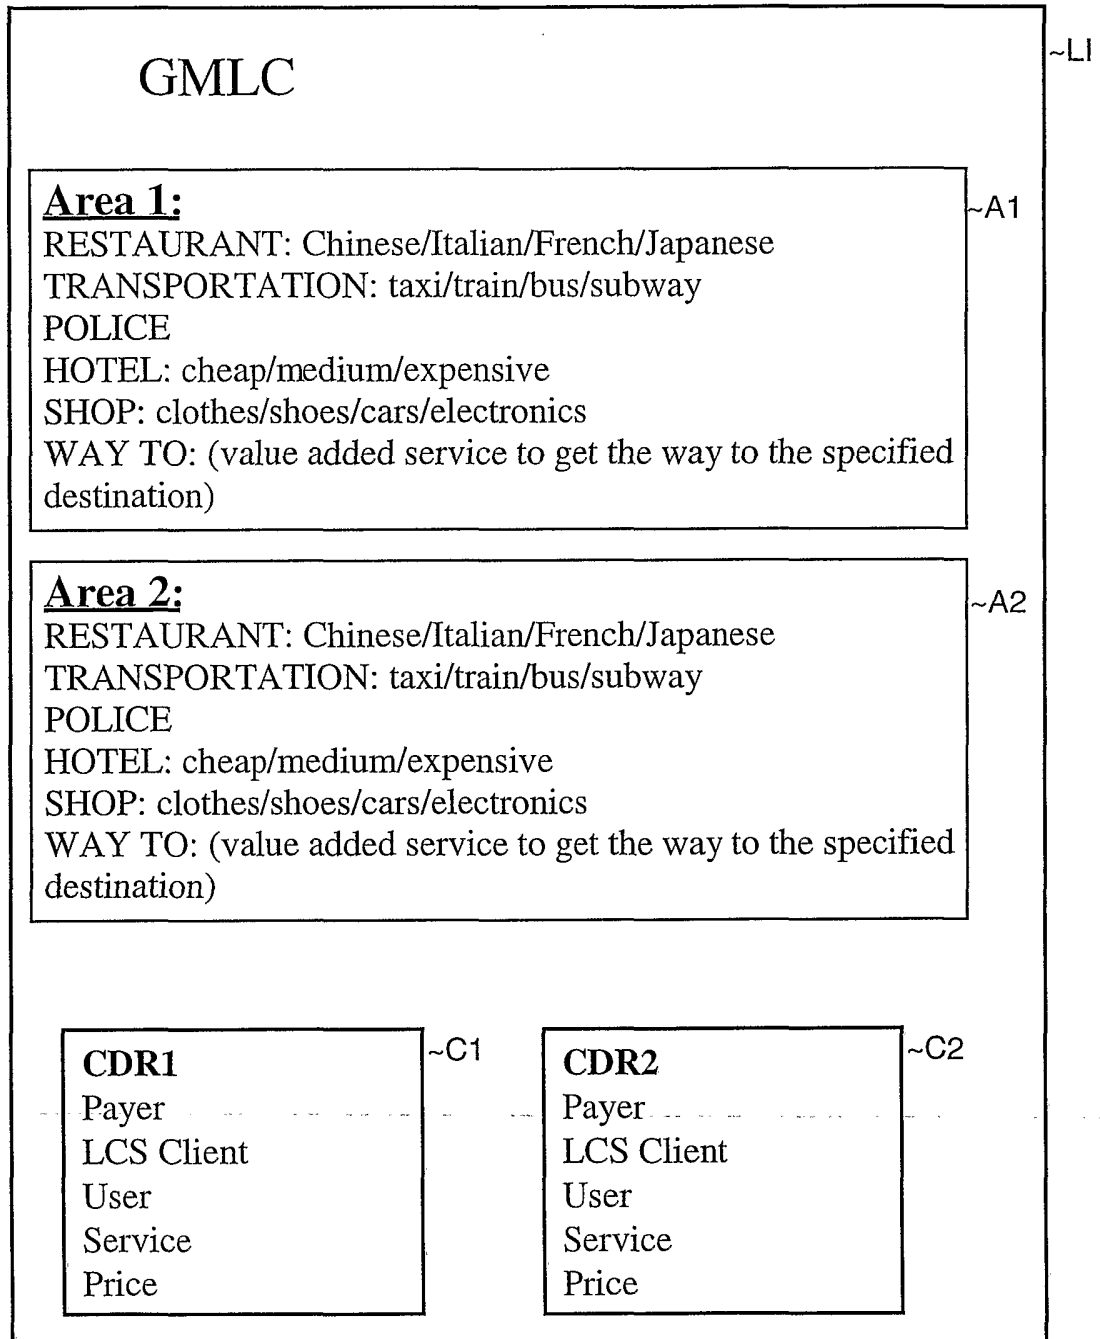 GMLC
~LI
Area 1:
~A1
RESTAURANT: Chinese/Italian/French/Japanese
TRANSPORTATION: taxi/train/bus/subway
POLICE
HOTEL: cheap/medium/expensive
SHOP: clothes/shoes/cars/electronics
WAY TO: (value added service to get the way to the specified
destination)
Area 2:
~A2
RESTAURANT: Chinese/Italian/French/Japanese
TRANSPORTATION: taxi/train/bus/subway
POLICE
HOTEL: cheap/medium/expensive
SHOP: clothes/shoes/cars/electronics
WAY TO: (value added service to get the way to the specified
destination)
CDR1
~C1
Payer
LCS Client
User
Service
Price
CDR2
~C2
Payer
LCS Client
User
Service
Price